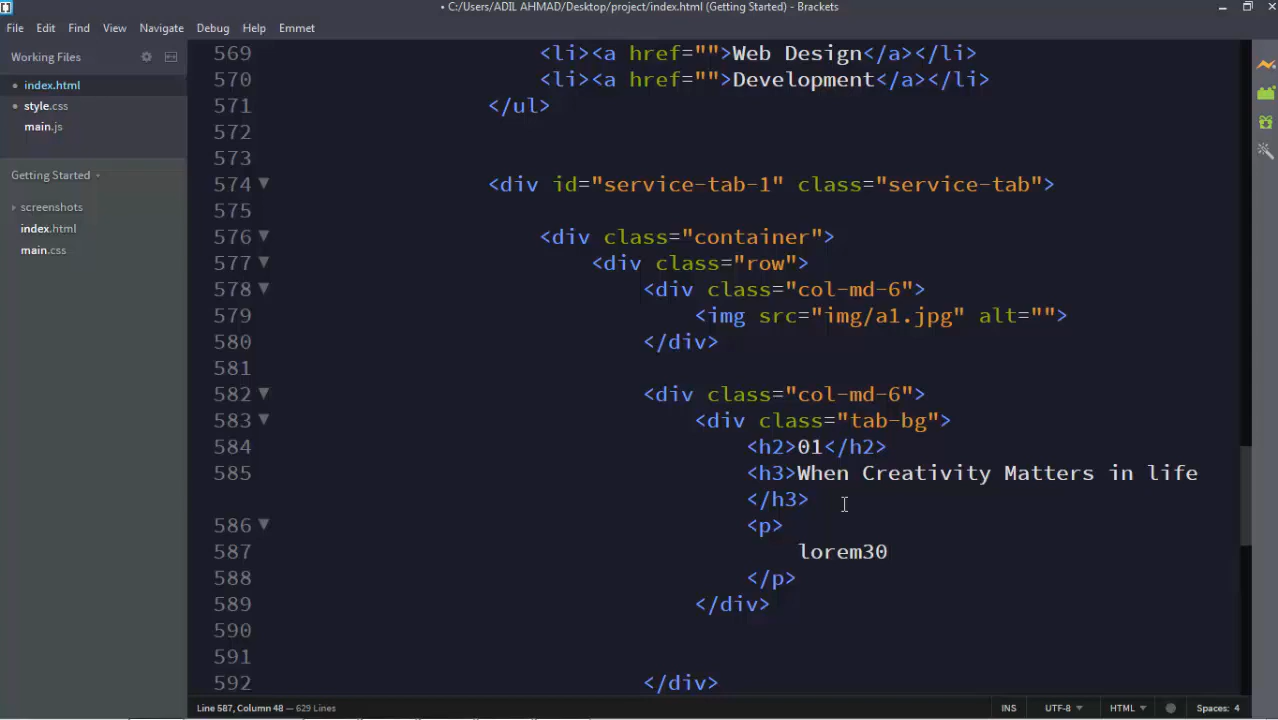 • C:/Users/ADIL AHMAD/Desktop/project/index.html (Getting Started) - Brackets
File Edit Find View Navigate Debug Help Emmet
Working Files
index.html
style.css
main.js
Getting Started
screenshots
index.html
main.css
569 <li><a href="">Web Design</a></li>
570 <li><a href="">Development</a></li>
571 </ul>
572
573
574 <div id="service-tab-1" class="service-tab">
575
576 <div class="container">
577 <div class="row">
578 <div class="col-md-6">
579 <img src="img/a1.jpg" alt="">
580 </div>
581
582 <div class="col-md-6">
583 <div class="tab-bg">
584 <h2>01</h2>
585 <h3>When Creativity Matters in life
</h3>
586 <p>
587 lorem30
588 </p>
589 </div>
590
591
592 </div>
Line 587, Column 48 — 629 Lines INS UTF-8 HTML Spaces: 4